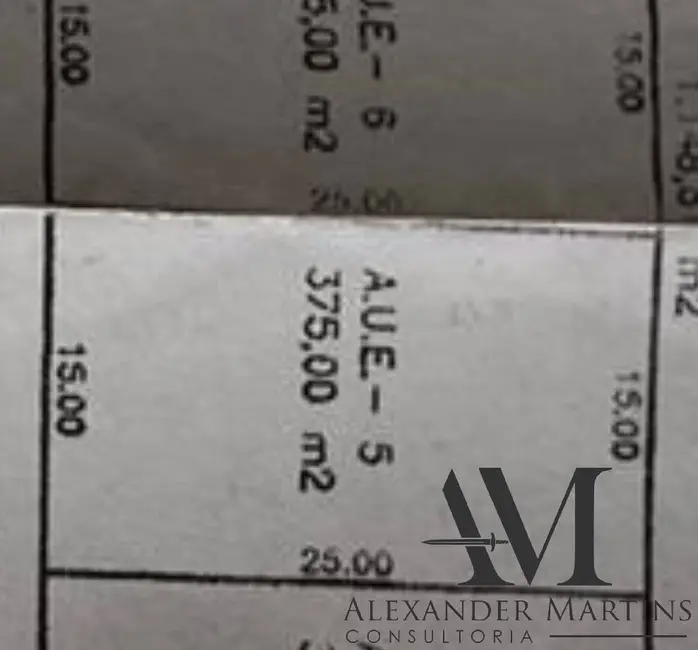 15.00
U.E.- 6
5,00 m2
15.00
25.00
m2
15.00
A.U.E.- 5
375,00 m2
15.00
25.00
ALEXANDER MARTINS
CONSULTORIA